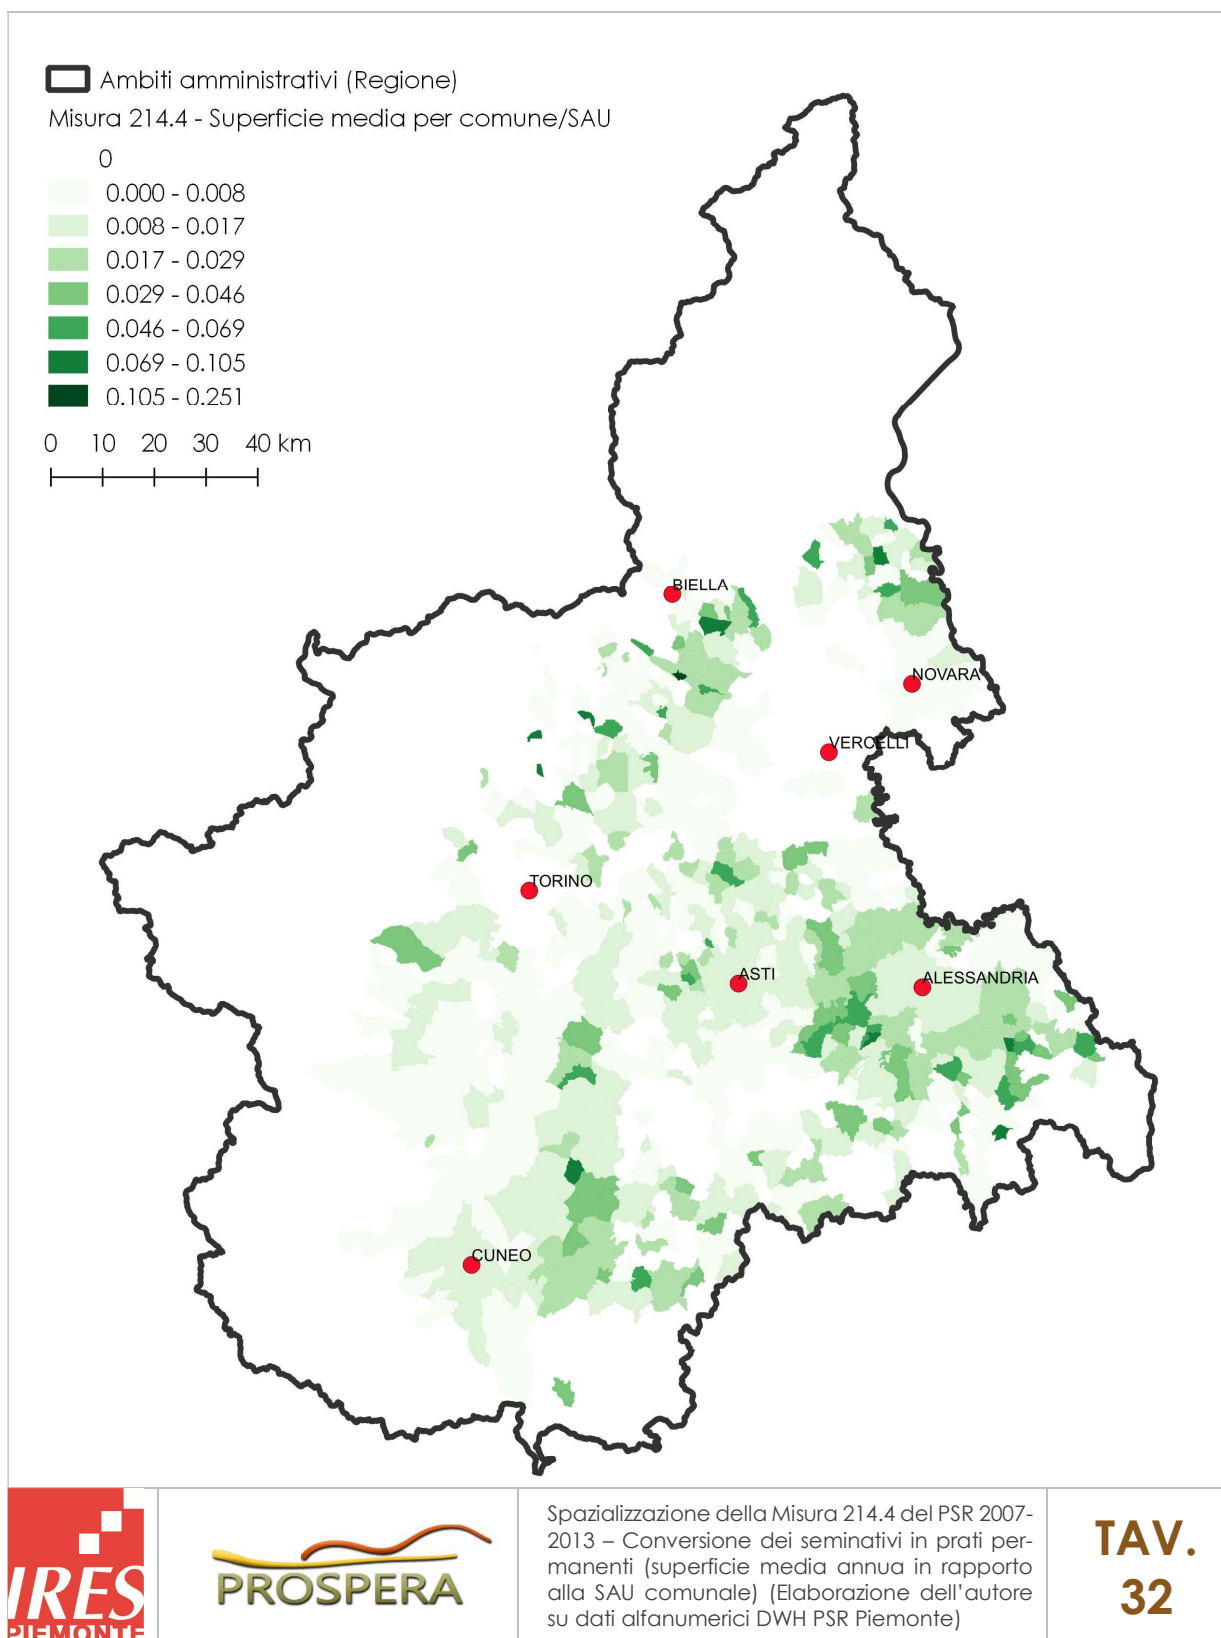 Ambiti amministrativi (Regione)
Misura 214.4 - Superficie media per comune/SAU
0
0.000 - 0.008
0.008 - 0.017
0.017 - 0.029
0.029 - 0.046
0.046 - 0.069
0.069 - 0.105
0.105 - 0.251
0 10 20 30 40 km
BIELLA
NOVARA
VERCELLI
TORINO
ASTI
ALESSANDRIA
CUNEO
IRES
PIEMONTE
PROSPERA
Spazializzazione della Misura 214.4 del PSR 2007-
2013 – Conversione dei seminativi in prati per-
manenti (superficie media annua in rapporto
alla SAU comunale) (Elaborazione dell'autore
su dati alfanumerici DWH PSR Piemonte)
TAV.
32